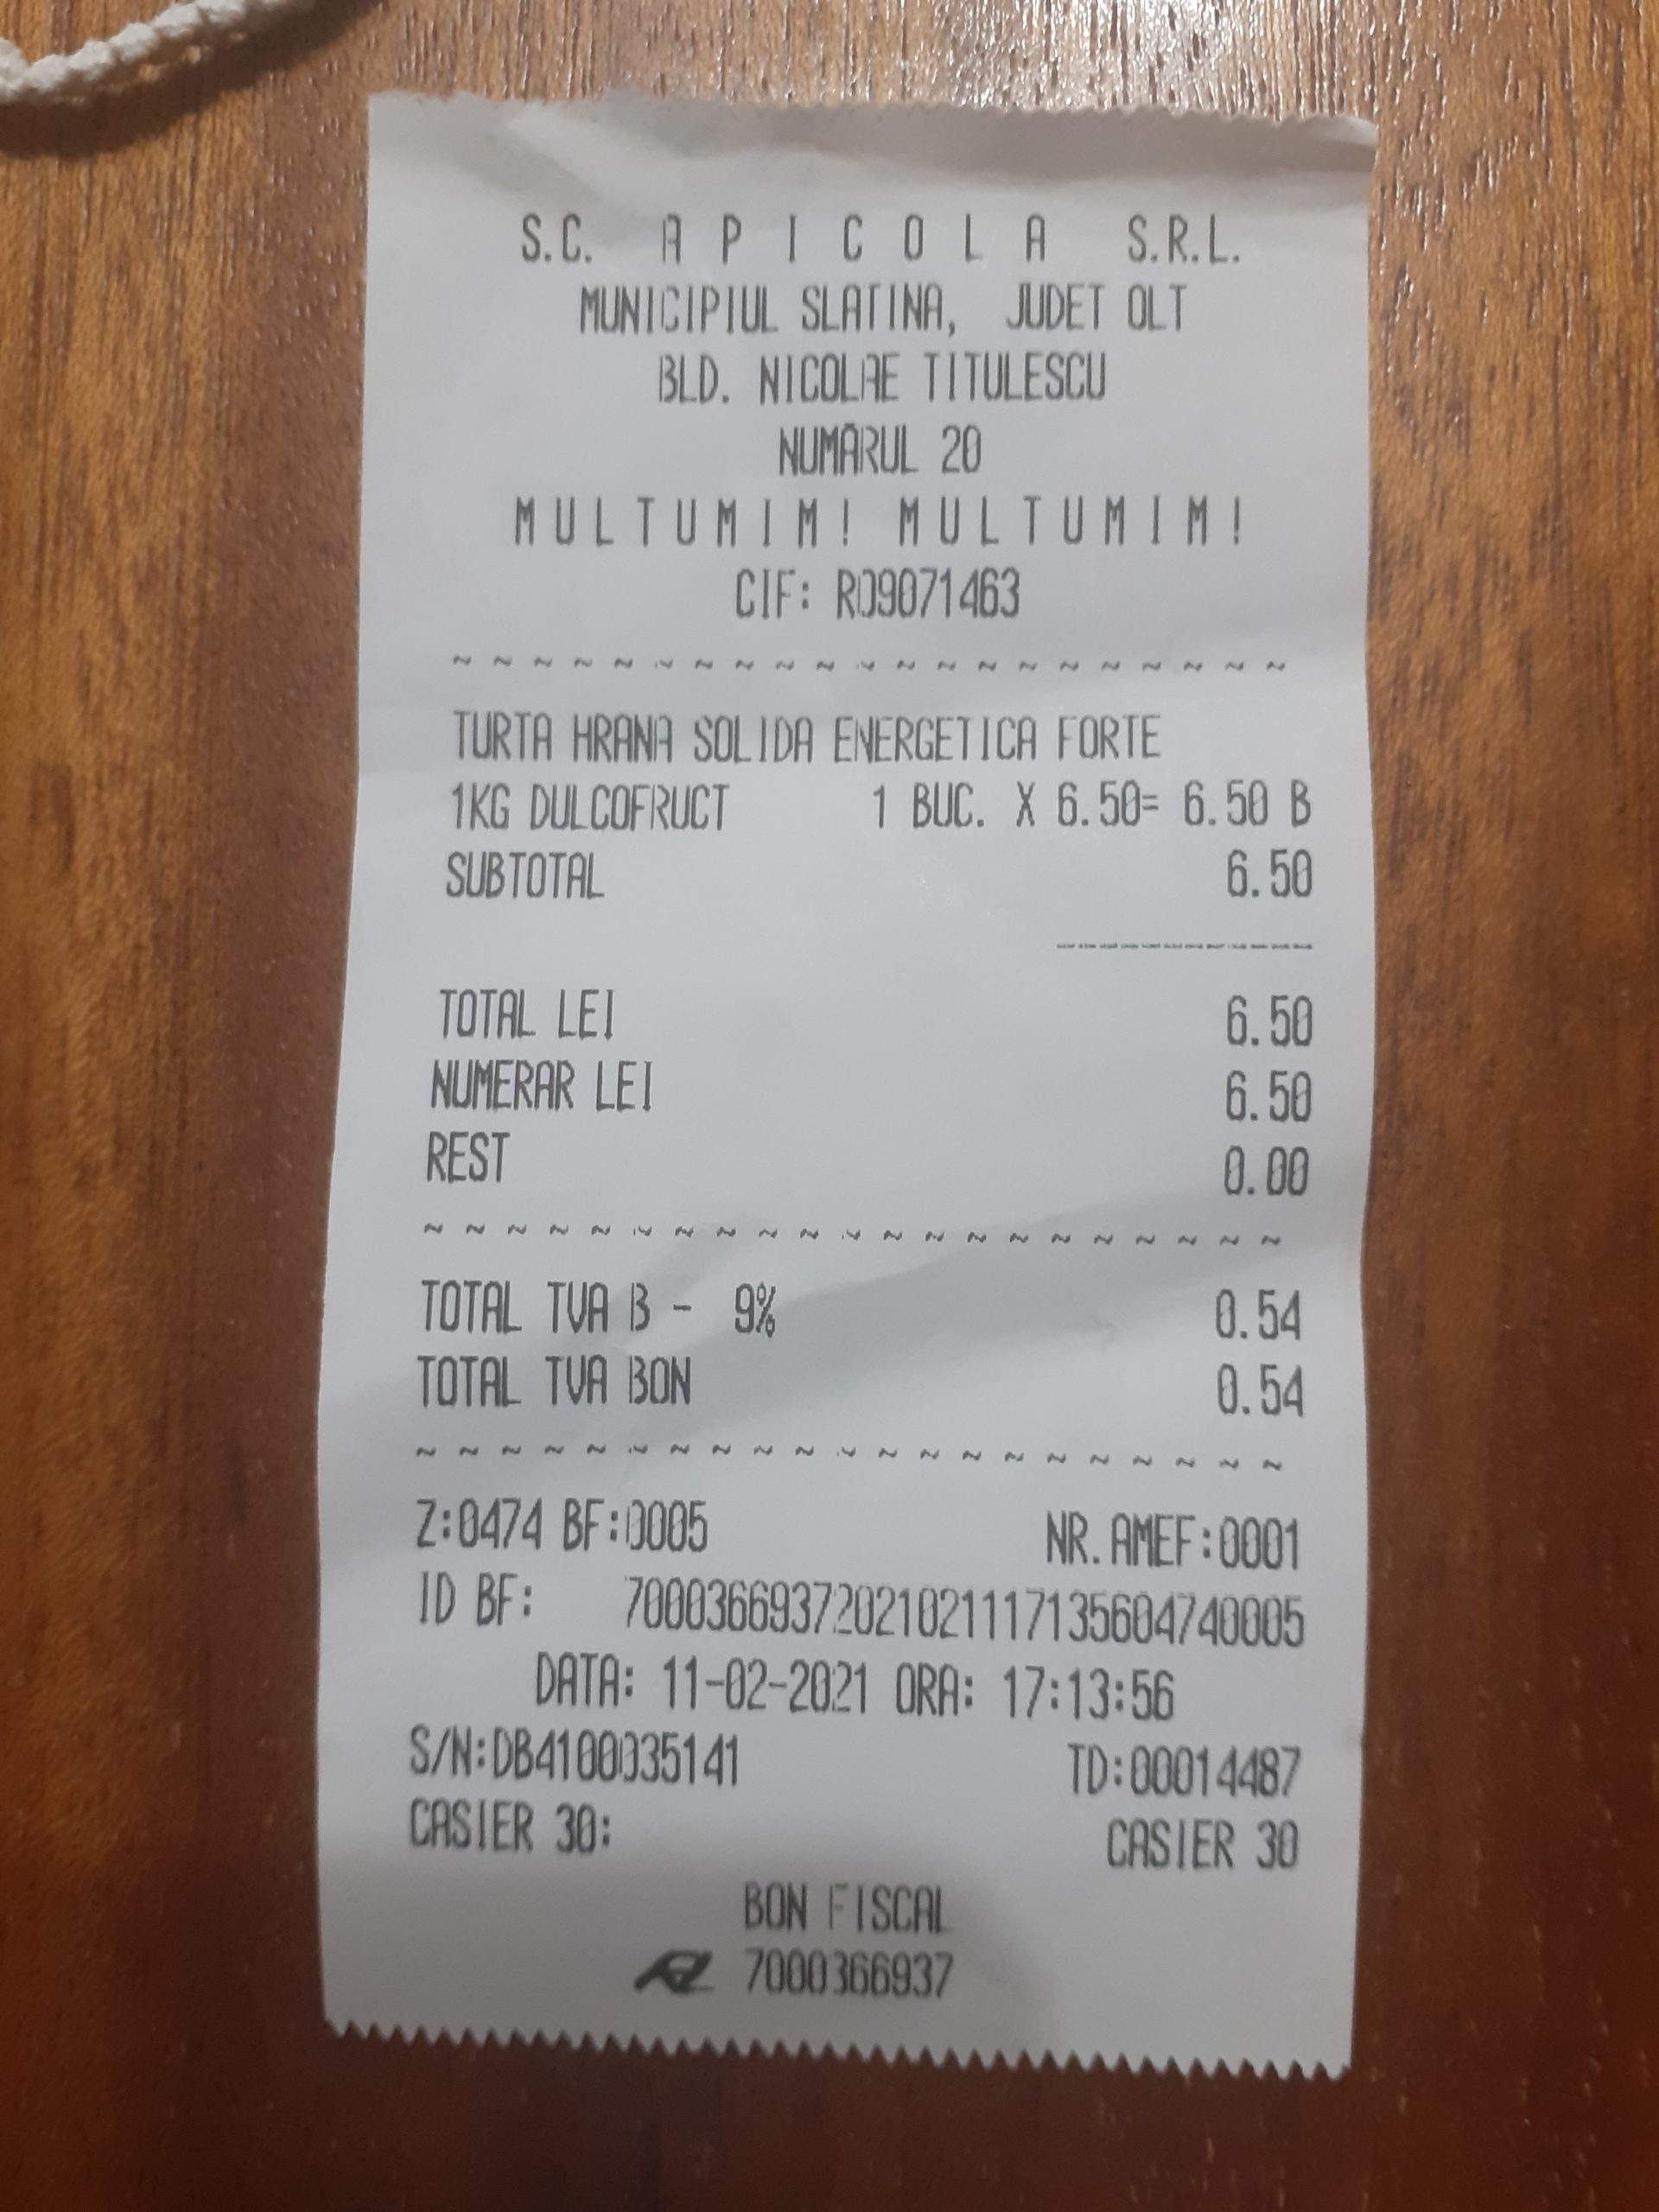 S.C. A P I C O L A S.R.L.
MUNICIPIUL SLATINA, JUDET OLT
BLD. NICOLAE TITULESCU
NUMARUL 20
M U L T U M I M ! M U L T U M I M !
CIF: RO9071463
~ ~ ~ ~ ~ ~ ~ ~ ~ ~ ~ ~ ~ ~ ~ ~ ~ ~ ~ ~ ~
TURTA HRANA SOLIDA ENERGETICA FORTE
1KG DULCOFRUCT 1 BUC. X 6.50= 6.50 B
SUBTOTAL 6.50
-------------
TOTAL LEI 6.50
NUMERAR LEI 6.50
REST 0.00
~ ~ ~ ~ ~ ~ ~ ~ ~ ~ ~ ~ ~ ~ ~ ~ ~ ~ ~ ~ ~
TOTAL TVA B - 9% 0.54
TOTAL TVA BON 0.54
~ ~ ~ ~ ~ ~ ~ ~ ~ ~ ~ ~ ~ ~ ~ ~ ~ ~ ~ ~ ~
Z:0474 BF:0005 NR.AMEF:0001
ID BF: 70003669372021021117135604740005
DATA: 11-02-2021 ORA: 17:13:56
S/N:DB4100035141 TD:00014487
CASIER 30: CASIER 30
BON FISCAL
7000366937